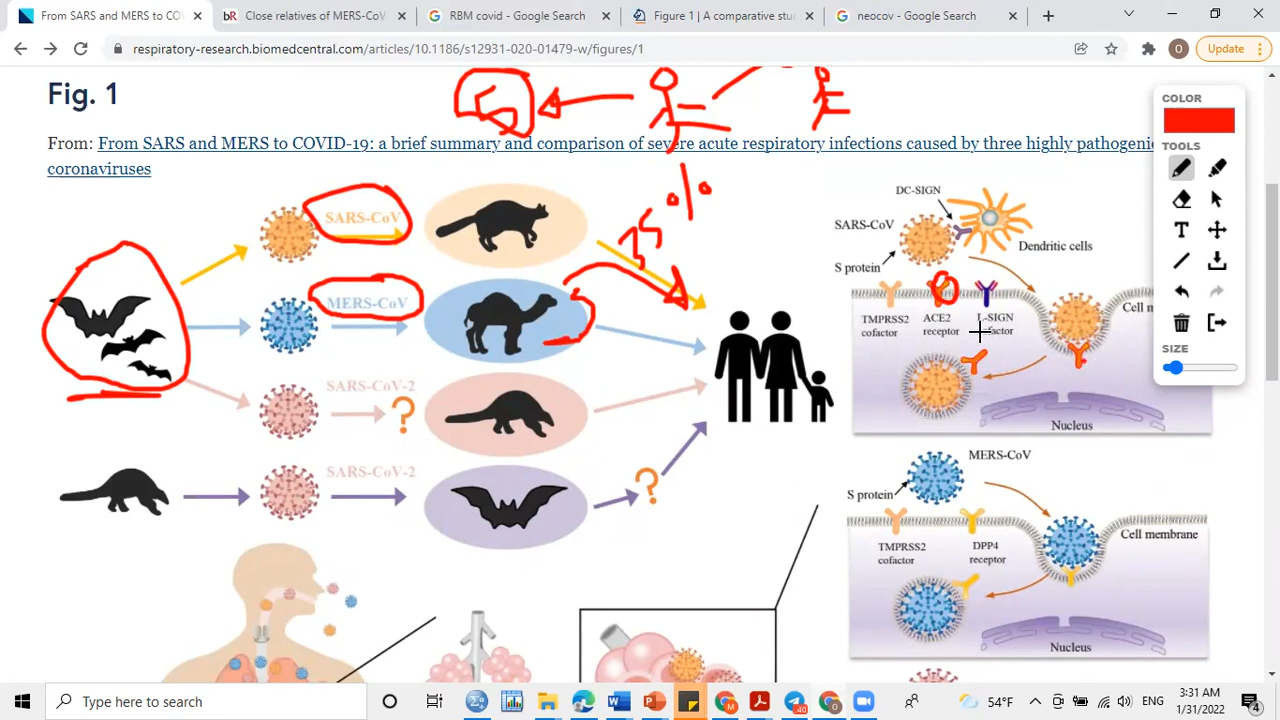 From SARS and MERS to CO
Close relatives of MERS-CoV
RBM covid - Google Search
Figure 1 | A comparative stu
neocov - Google Search
respiratory-research.biomedcentral.com/articles/10.1186/s12931-020-01479-w/figures/1
O
Update
Fig. 1
From: From SARS and MERS to COVID-19: a brief summary and comparison of severe acute respiratory infections caused by three highly pathogenic
coronaviruses
COLOR
TOOLS
T
SIZE
35 %
SARS-CoV
MERS-CoV
SARS-CoV-2
?
SARS-CoV-2
?
DC-SIGN
SARS-CoV
Dendritic cells
S protein
TMPRSS2
cofactor
ACE2
receptor
L-SIGN
Cell m
Nucleus
MERS-CoV
S protein
TMPRSS2
cofactor
DPP4
receptor
Cell membrane
Nucleus
Type here to search
54°F
ENG
3:31 AM
1/31/2022